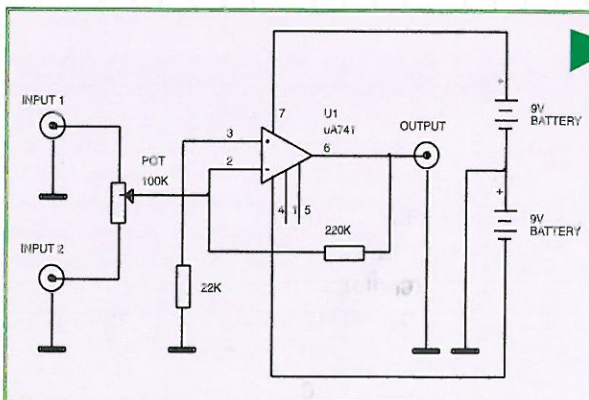 INPUT 1
POT
100K
INPUT 2
3
2
7
U1
uA741
6
4
1
5
22K
220K
OUTPUT
+
9V
BATTERY
+
9V
BATTERY